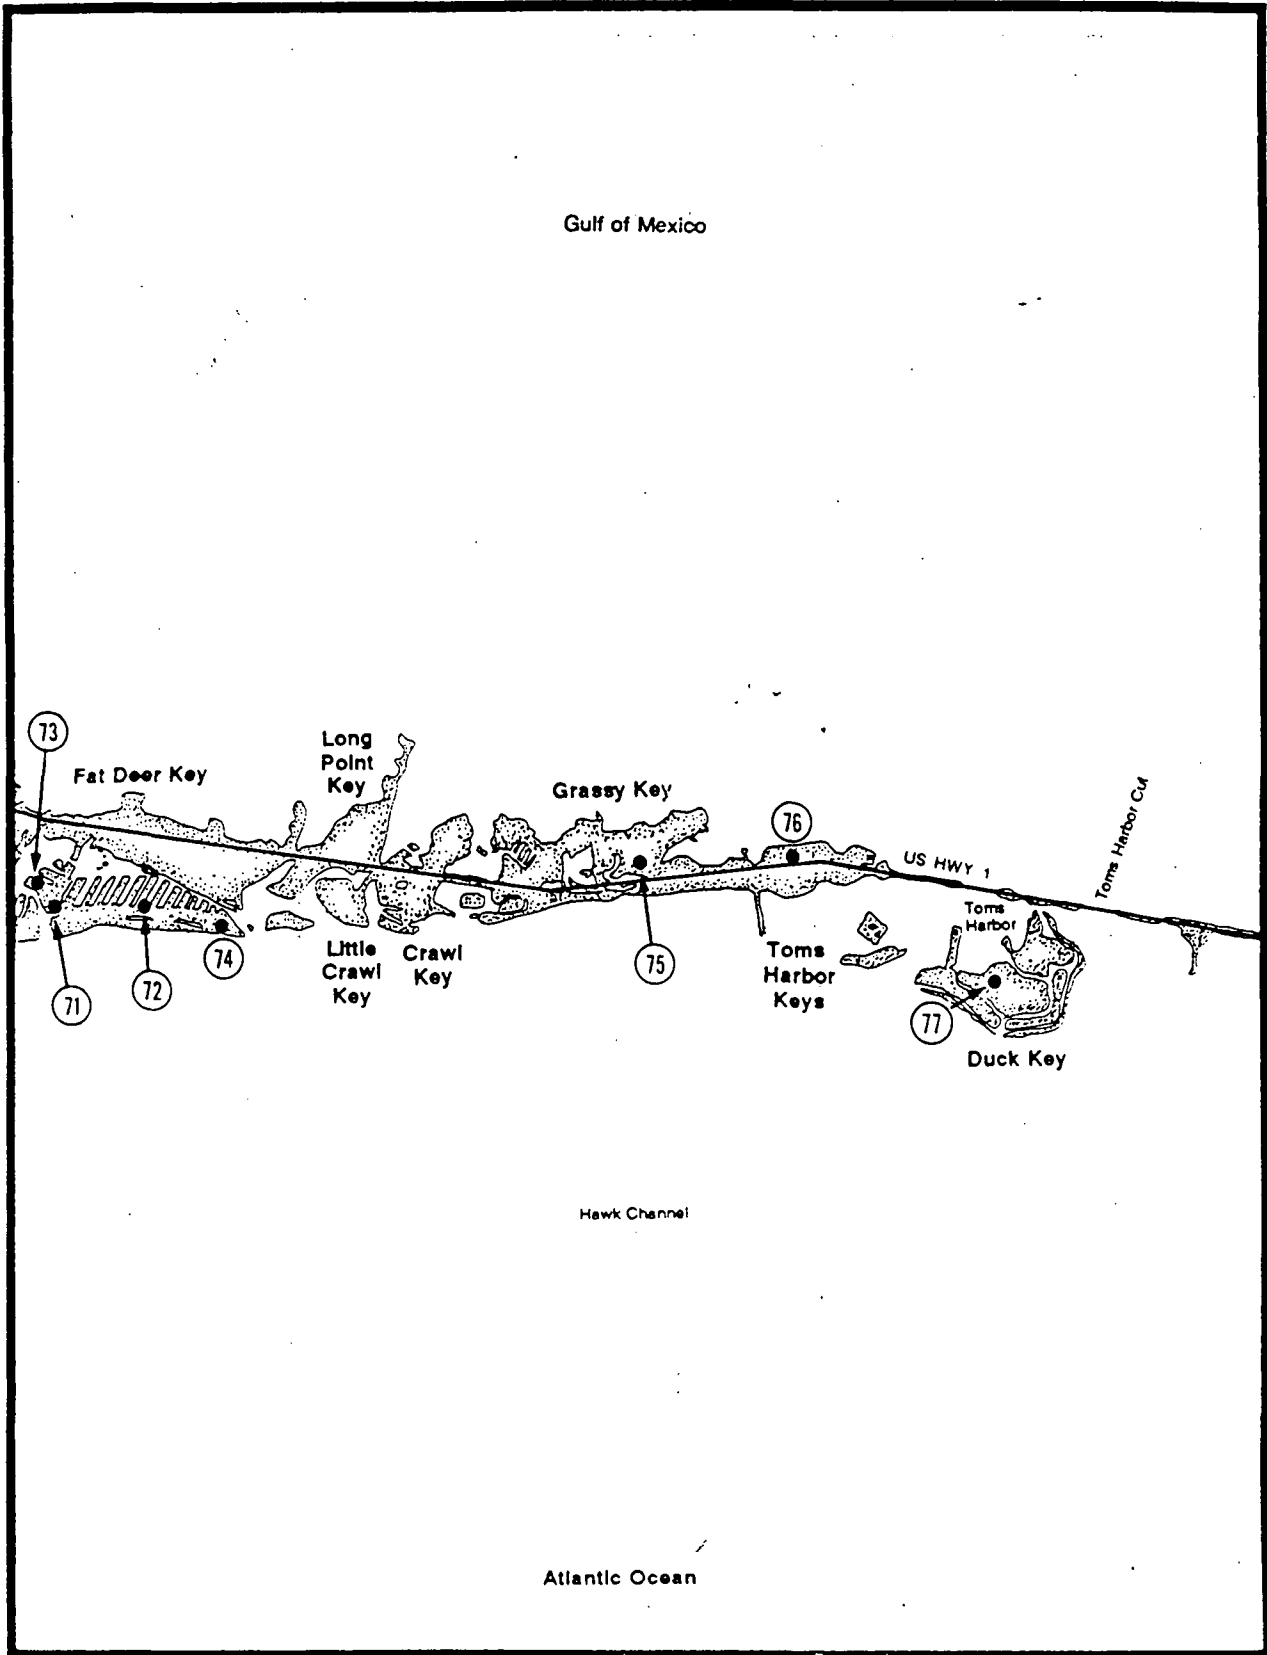 Gulf of Mexico
73
Fat Deer Key
Long
Point
Key
Grassy Key
76
Toms Harbor Cut
US HWY 1
Toms
Harbor
74
Little
Crawl
Key
Crawl
Key
75
Toms
Harbor
Keys
71
72
77
Duck Key
Hawk Channel
Atlantic Ocean